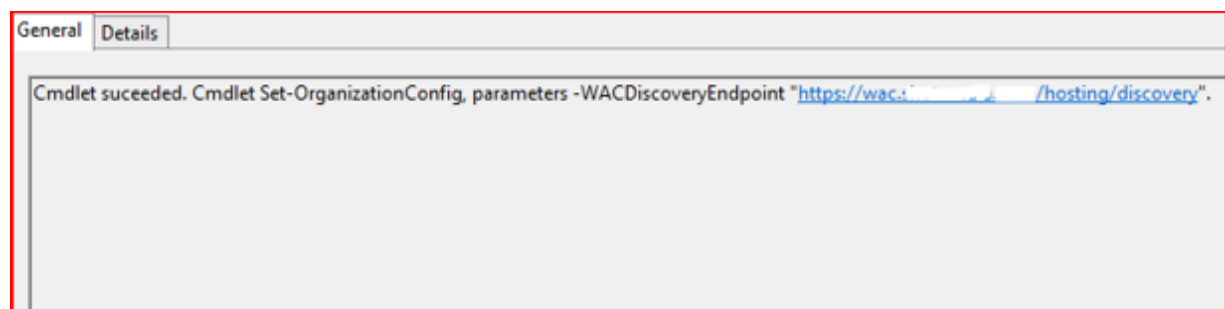 General Details
Cmdlet suceeded. Cmdlet Set-OrganizationConfig, parameters -WACDiscoveryEndpoint "https://wac. /hosting/discovery".